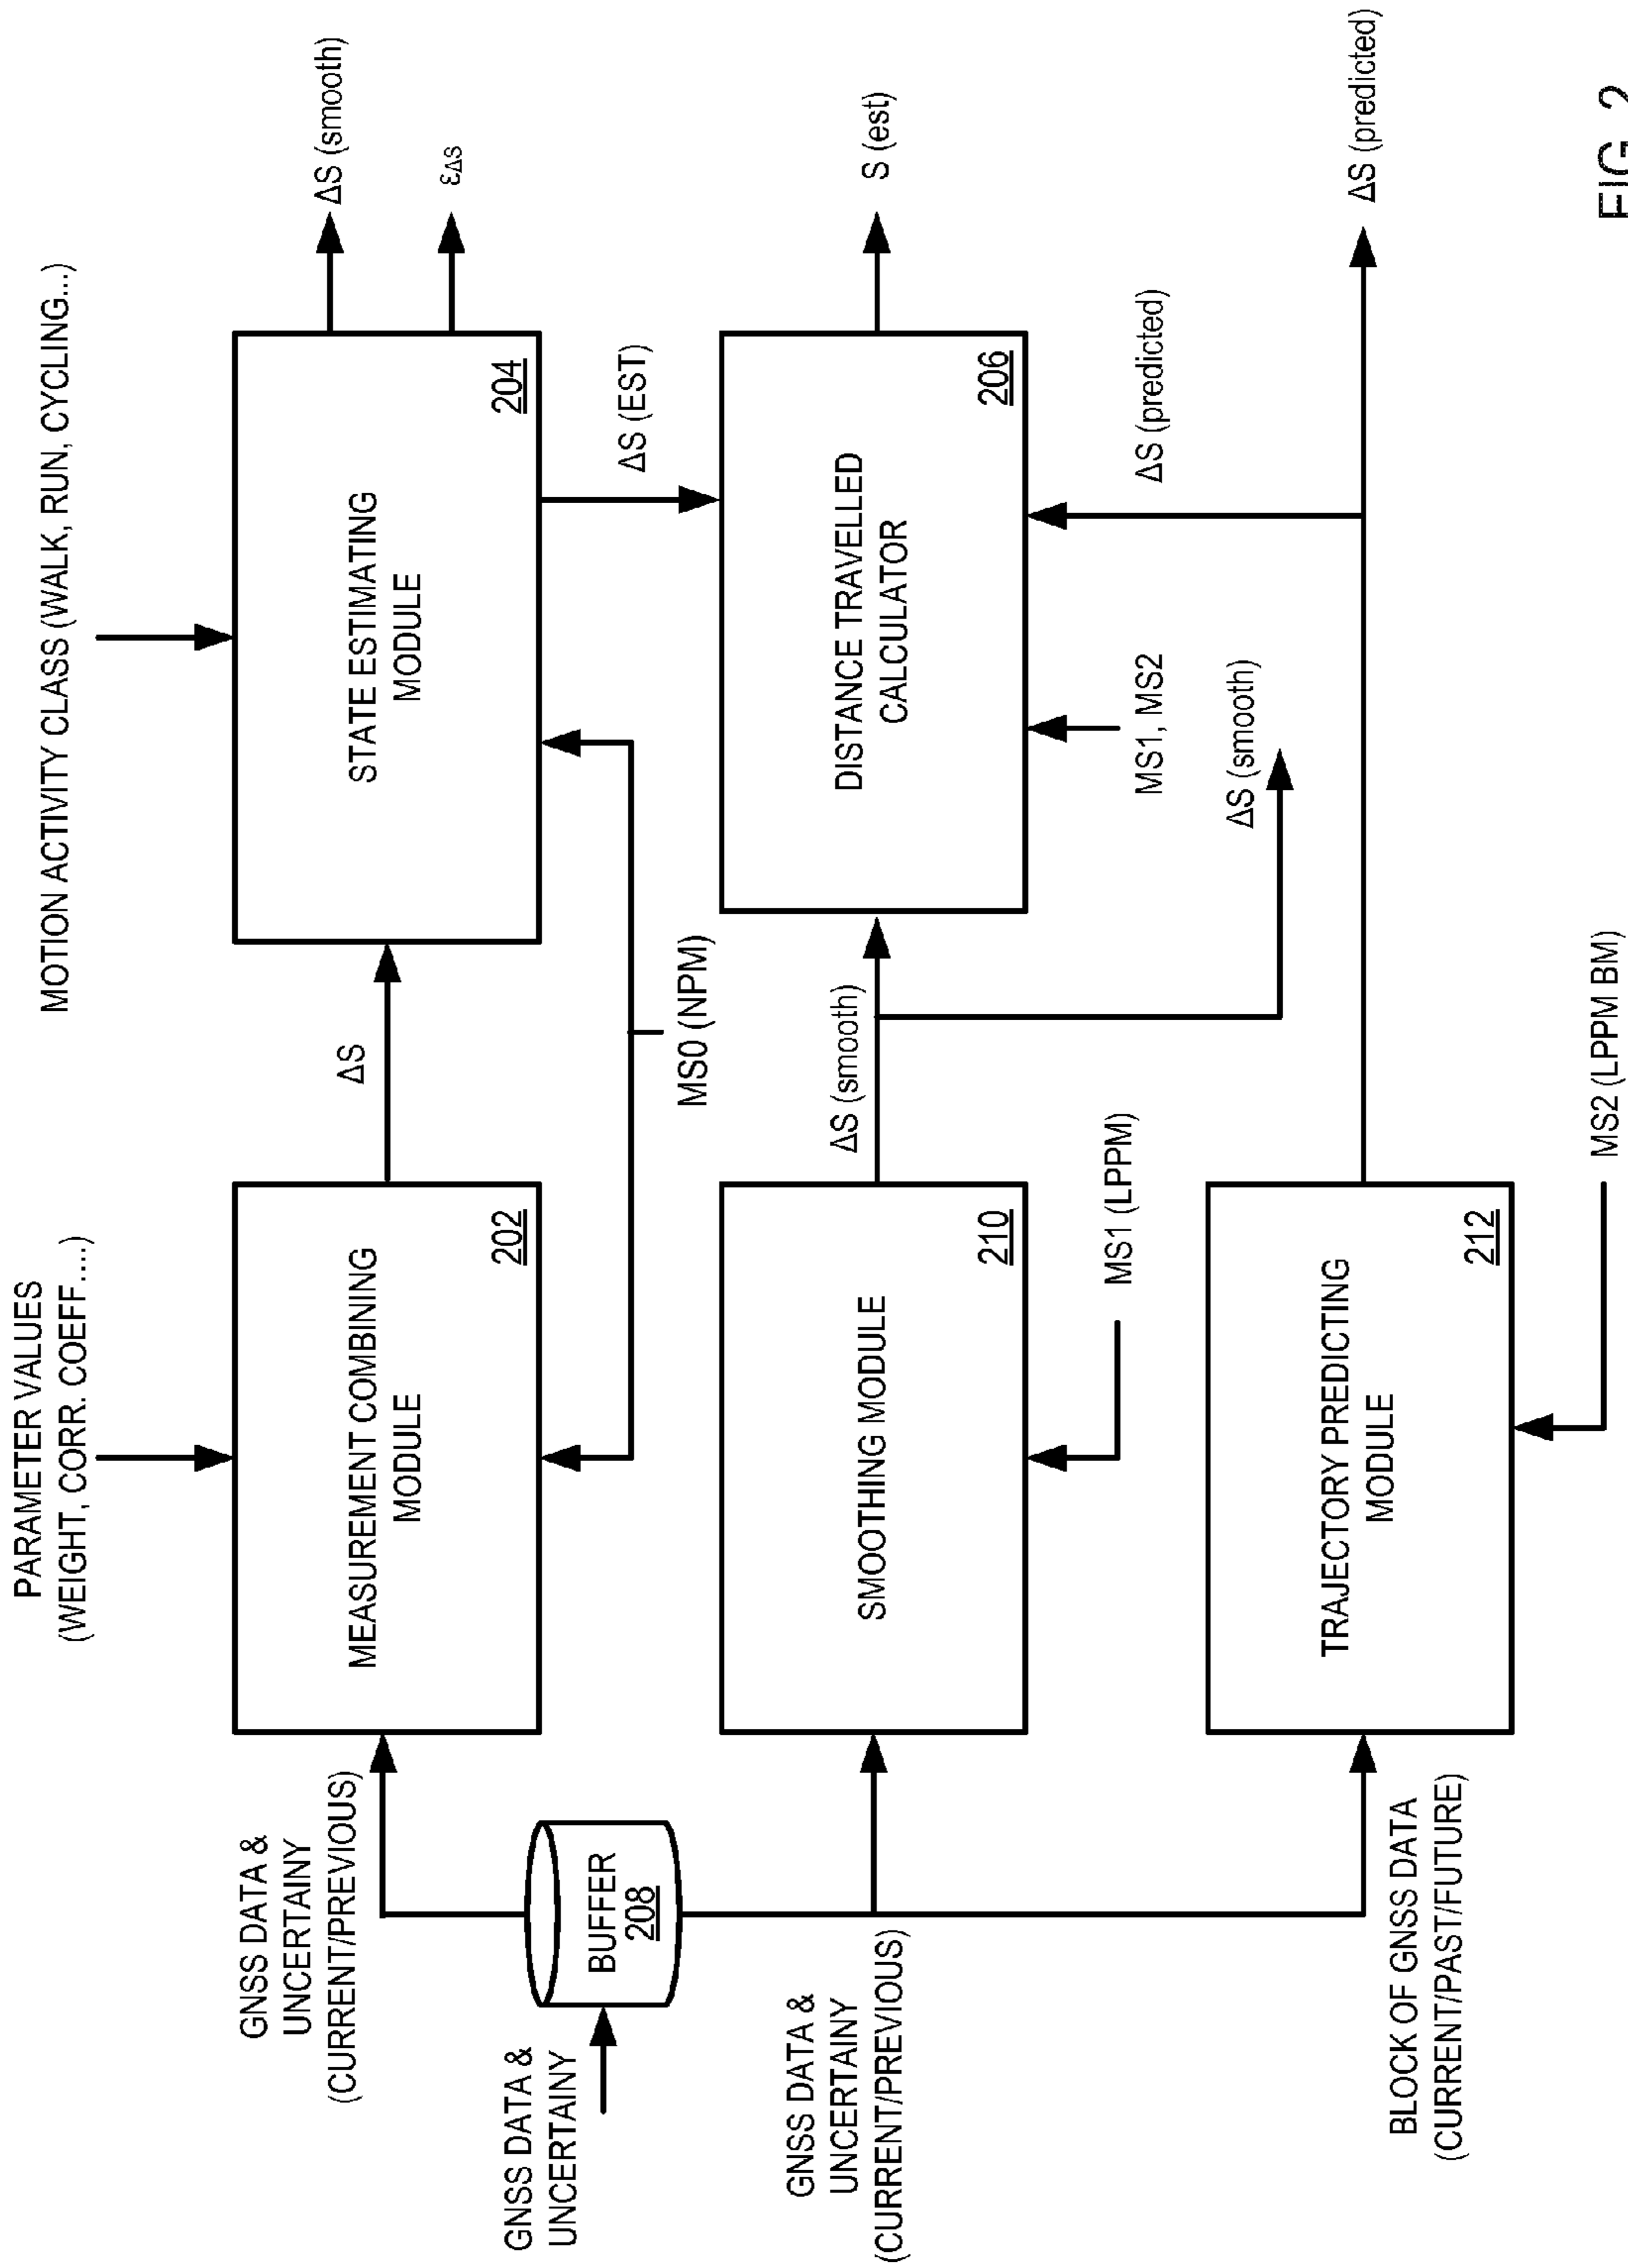 PARAMETER VALUES
(WEIGHT, CORR. COEFF....)
MOTION ACTIVITY CLASS (WALK, RUN, CYCLING...)
GNSS DATA &
UNCERTAINY
(CURRENT/PREVIOUS)
MEASUREMENT COMBINING
MODULE
202
ΔS
STATE ESTIMATING
MODULE
204
ΔS (smooth)
εΔs
GNSS DATA &
UNCERTAINY
BUFFER
208
MS0 (NPM)
ΔS (EST)
GNSS DATA &
UNCERTAINY
(CURRENT/PREVIOUS)
SMOOTHING MODULE
210
ΔS (smooth)
DISTANCE TRAVELLED
CALCULATOR
206
S (est)
MS1 (LPPM)
MS1, MS2
ΔS (predicted)
ΔS (smooth)
BLOCK OF GNSS DATA
(CURRENT/PAST/FUTURE)
TRAJECTORY PREDICTING
MODULE
212
ΔS (predicted)
MS2 (LPPM BM)
FIG. 2